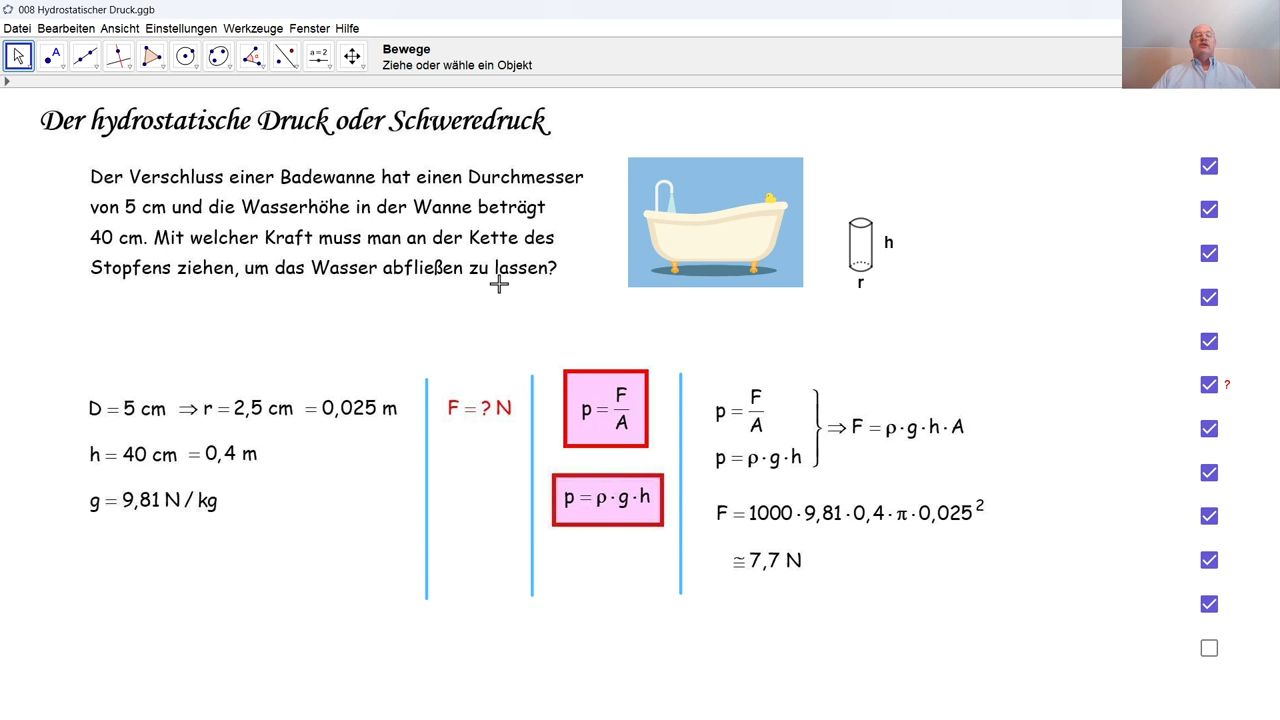 008 Hydrostatischer Druck.ggb
Datei Bearbeiten Ansicht Einstellungen Werkzeuge Fenster Hilfe
A
a=2
Bewege
Ziehe oder wähle ein Objekt
Der hydrostatische Druck oder Schweredruck
Der Verschluss einer Badewanne hat einen Durchmesser
von 5 cm und die Wasserhöhe in der Wanne beträgt
40 cm. Mit welcher Kraft muss man an der Kette des
Stopfens ziehen, um das Wasser abfließen zu lassen?
h
r
?
D = 5 cm ⇒ r = 2,5 cm = 0,025 m
h = 40 cm = 0,4 m
g = 9,81 N / kg
F = ? N
p = F/A
p = ρ · g · h
p = F/A
p = ρ · g · h
} ⇒ F = ρ · g · h · A
F = 1000 · 9,81 · 0,4 · π · 0,025²
≅ 7,7 N